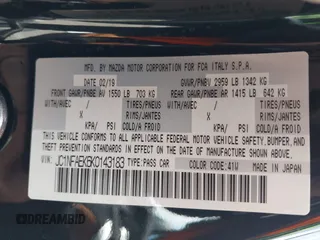 MFD. BY MAZDA MOTOR CORPORATION FOR FCA ITALY S.P.A.
02/19 GVWR/PNBV 2959 LB 1342 KG
FRONT GAWR/PNBE AV 1550 LB 703 KG REAR GAWR/PNBE AR 1415 LB 642 KG
WITH/AVEC / TIRES/PNEUS WITH/AVEC / TIRES/PNEUS
X RIMS/JANTES X RIMS/JANTES
KPA/ PSI/ COLD/A FROID KPA/ PSI/ COLD/A FROID
THIS VEHICLE CONFORMS TO ALL APPLICABLE FEDERAL MOTOR VEHICLE SAFETY, BUMPER, AND
THEFT PREVENTION STANDARDS IN EFFECT ON THE DATE OF MANUFACTURE SHOWN ABOVE.
VIN:
JC1NFAEK6K0143183 TYPE:PASS CAR COLOR CODE:41W MADE IN JAPAN
DREAMBID